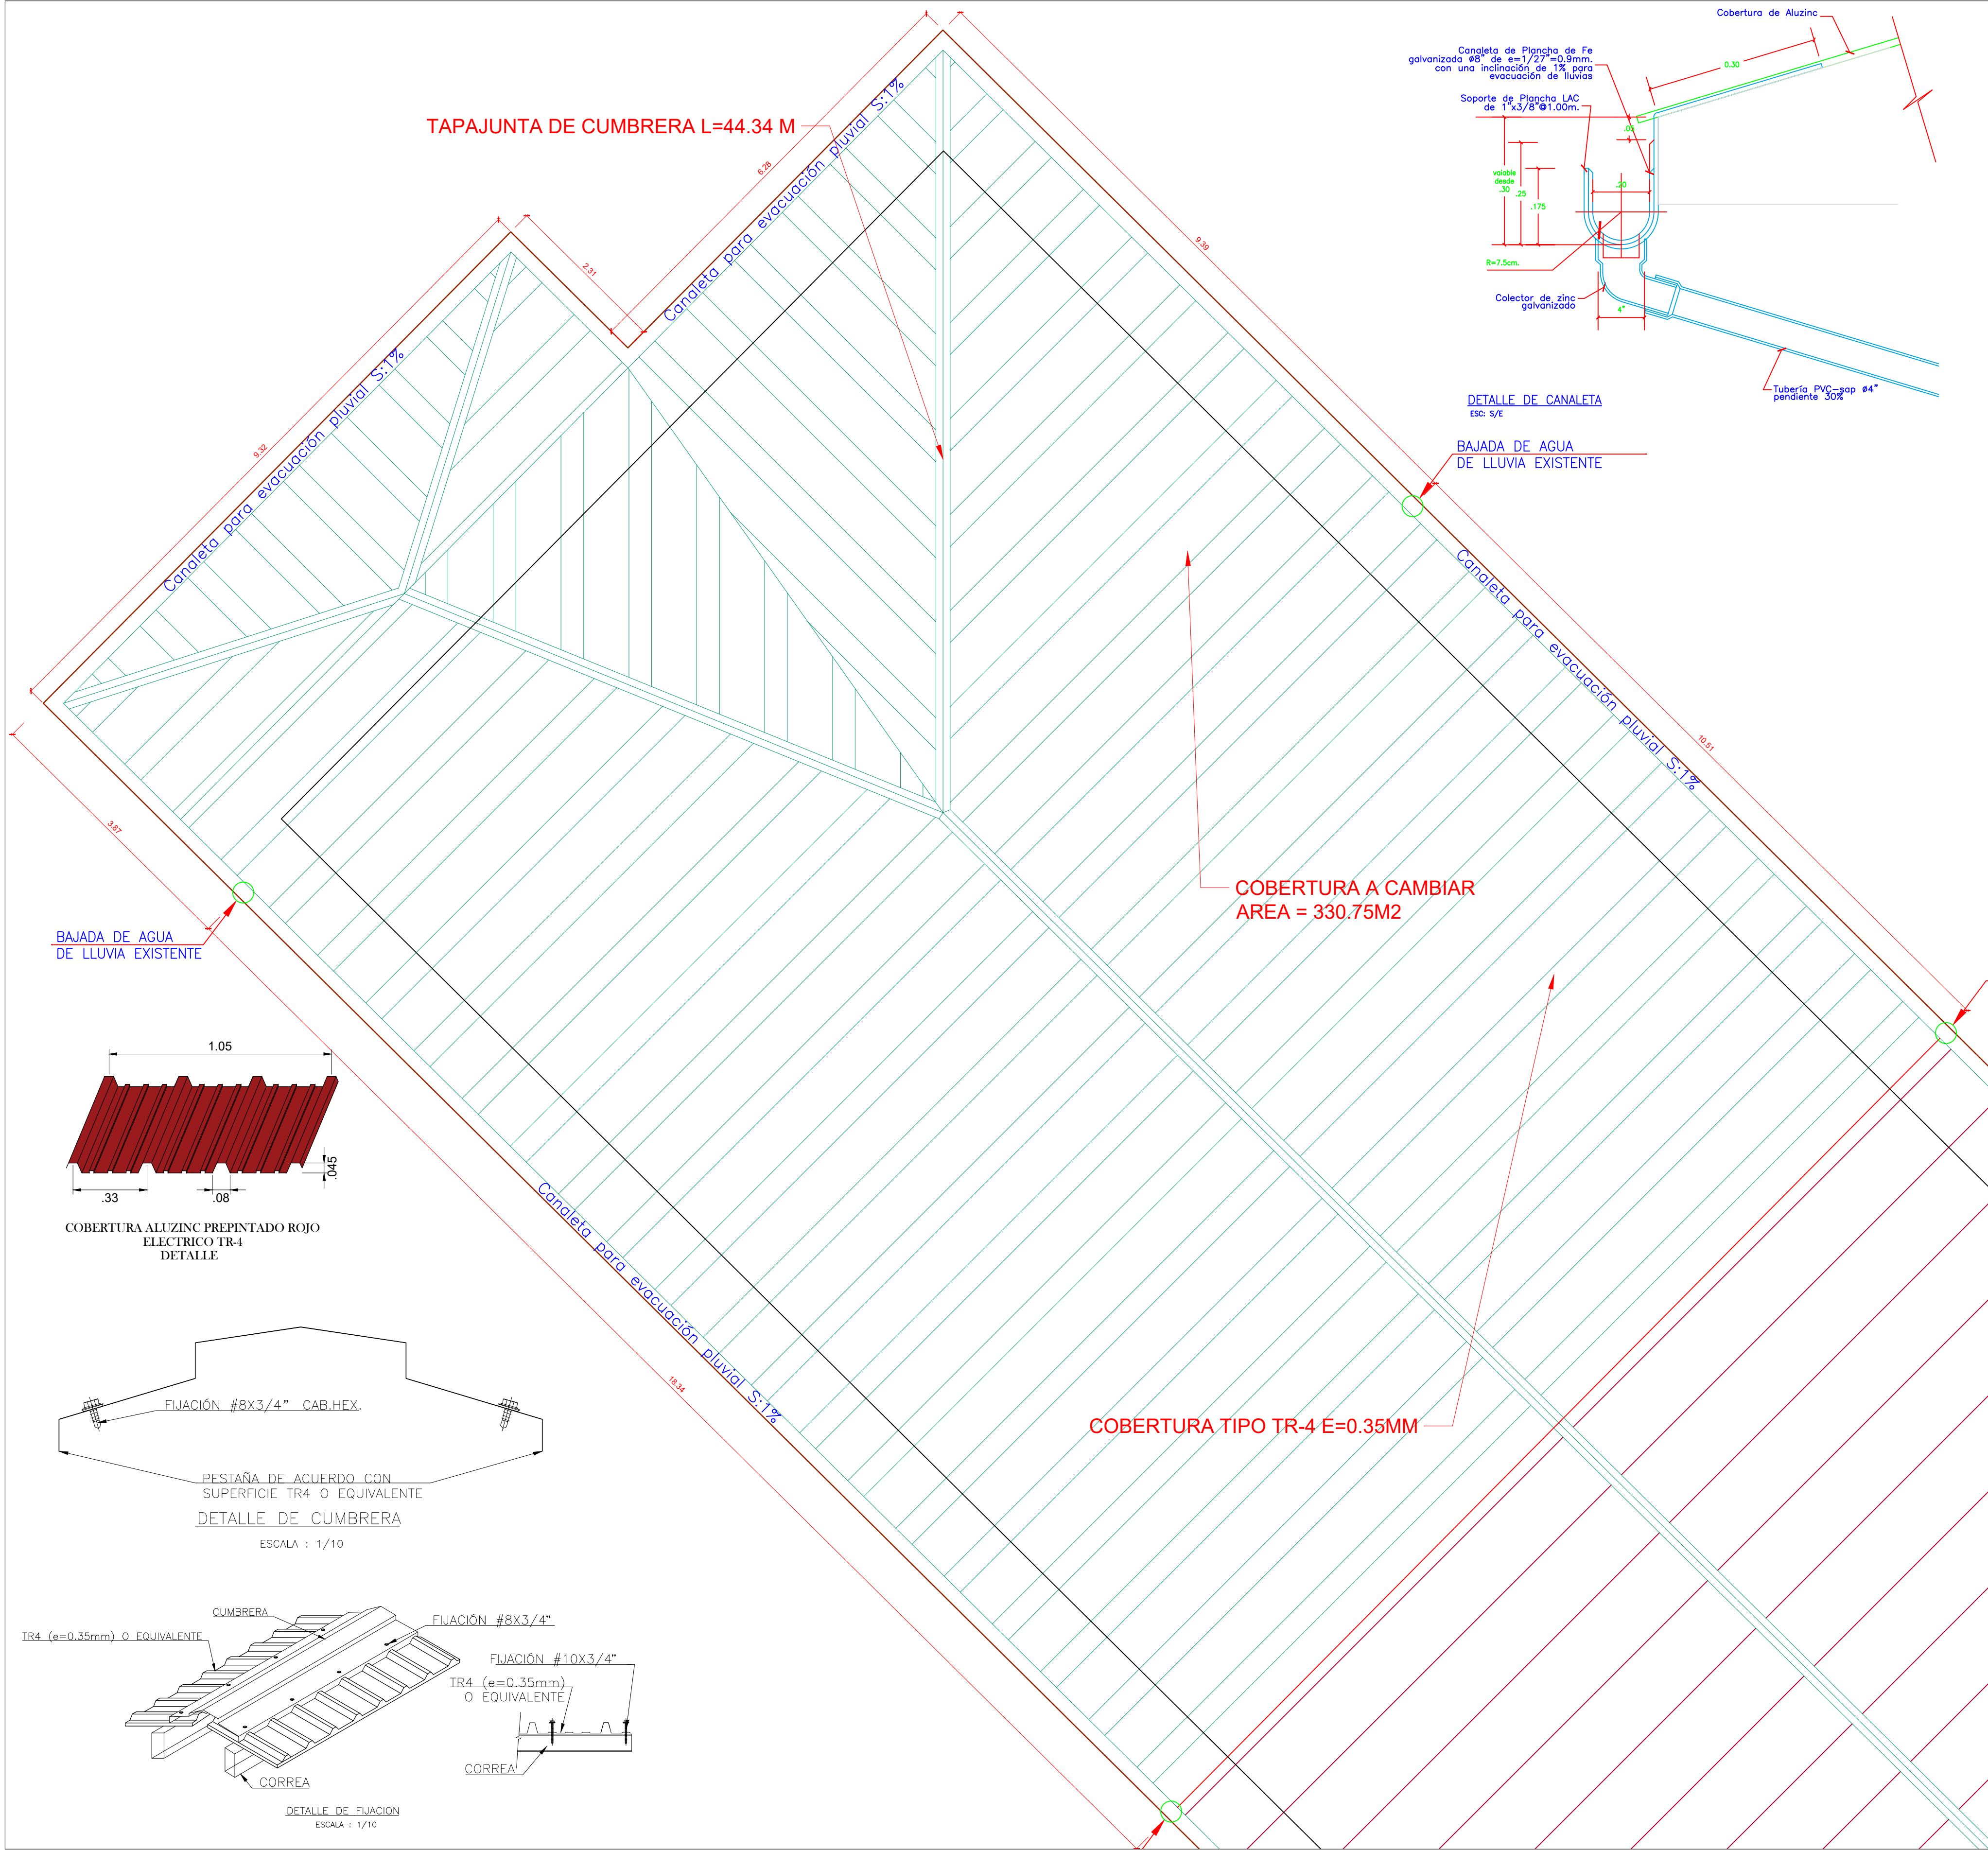 Cobertura de Aluzinc
Canaleta de Plancha de Fe
galvanizada ø8" de e=1/27"=0.9mm.
con una inclinación de 1% para
evacuación de lluvias
0.30
Soporte de Plancha LAC
de 1"x3/8"@1.00m.
.05
vaiable
desde
.30
.25
.175
.20
R=7.5cm.
Colector de zinc
galvanizado
4"
Tubería PVC-sap ø4"
pendiente 30%
DETALLE DE CANALETA
ESC: S/E
TAPAJUNTA DE CUMBRERA L=44.34 M
6.28
Canaleta para evacuación pluvial S:1%
2.31
9.39
9.32
Canaleta para evacuación pluvial S:1%
BAJADA DE AGUA
DE LLUVIA EXISTENTE
Canaleta para evacuación pluvial S:1%
10.51
3.87
COBERTURA A CAMBIAR
AREA = 330.75M2
BAJADA DE AGUA
DE LLUVIA EXISTENTE
1.05
.045
.33
.08
COBERTURA ALUZINC PREPINTADO ROJO
ELECTRICO TR-4
DETALLE
Canaleta para evacuación pluvial S:1%
18.34
COBERTURA TIPO TR-4 E=0.35MM
FIJACIÓN #8X3/4" CAB.HEX.
PESTAÑA DE ACUERDO CON
SUPERFICIE TR4 O EQUIVALENTE
DETALLE DE CUMBRERA
ESCALA : 1/10
CUMBRERA
TR4 (e=0.35mm) O EQUIVALENTE
FIJACIÓN #8X3/4"
FIJACIÓN #10X3/4"
TR4 (e=0.35mm)
O EQUIVALENTE
CORREA
CORREA
DETALLE DE FIJACION
ESCALA : 1/10